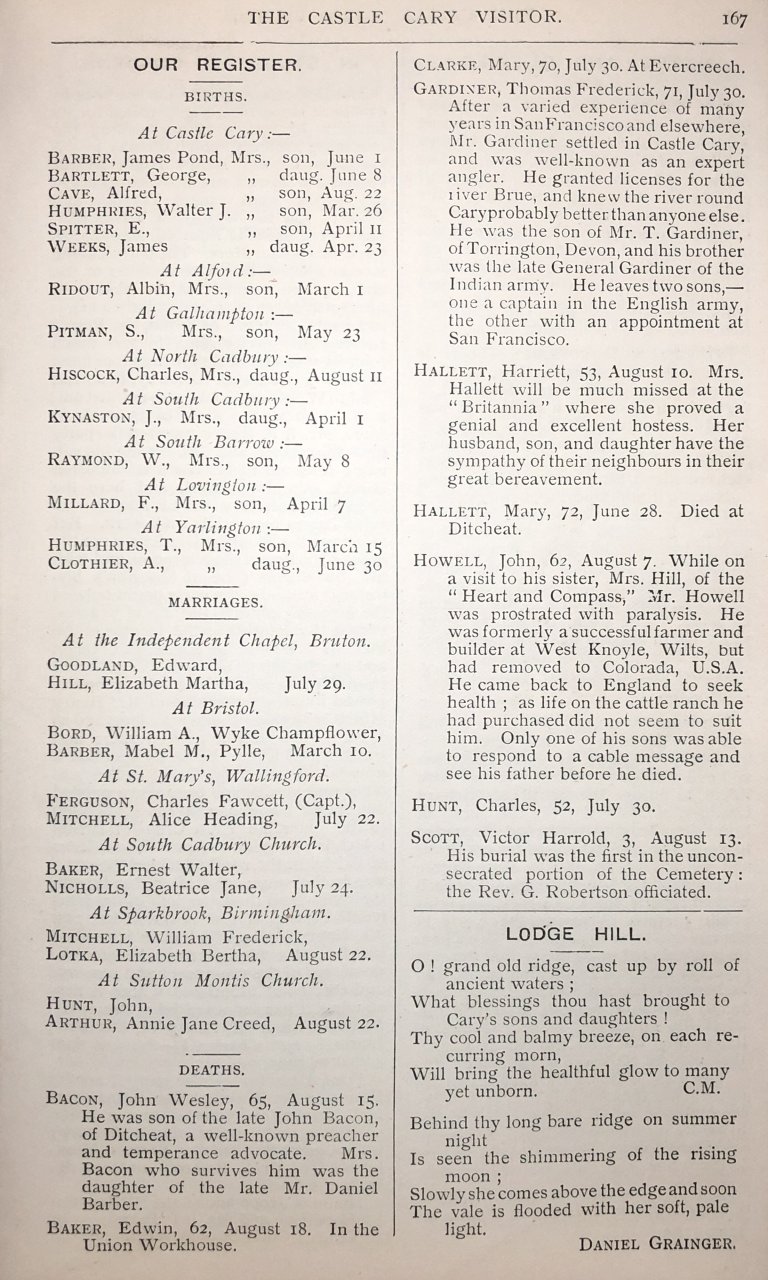 THE CASTLE CARY VISITOR. 167
OUR REGISTER.
BIRTHS.
At Castle Cary:—
BARBER, James Pond, Mrs., son, June 1
BARTLETT, George, „ daug. June 8
CAVE, Alfred, „ son, Aug. 22
HUMPHRIES, Walter J. „ son, Mar. 26
SPITTER, E., „ son, April 11
WEEKS, James „ daug. Apr. 23
At Alford:—
RIDOUT, Albin, Mrs., son, March 1
At Galhampton:—
PITMAN, S., Mrs., son, May 23
At North Cadbury:—
HISCOCK, Charles, Mrs., daug., August 11
At South Cadbury:—
KYNASTON, J., Mrs., daug., April 1
At South Barrow:—
RAYMOND, W., Mrs., son, May 8
At Lovington:—
MILLARD, F., Mrs., son, April 7
At Yarlington:—
HUMPHRIES, T., Mrs., son, March 15
CLOTHIER, A., „ daug., June 30
MARRIAGES.
At the Independent Chapel, Bruton.
GOODLAND, Edward,
HILL, Elizabeth Martha, July 29.
At Bristol.
BORD, William A., Wyke Champflower,
BARBER, Mabel M., Pylle, March 10.
At St. Mary's, Wallingford.
FERGUSON, Charles Fawcett, (Capt.),
MITCHELL, Alice Heading, July 22.
At South Cadbury Church.
BAKER, Ernest Walter,
NICHOLLS, Beatrice Jane, July 24.
At Sparkbrook, Birmingham.
MITCHELL, William Frederick,
LOTKA, Elizabeth Bertha, August 22.
At Sutton Montis Church.
HUNT, John,
ARTHUR, Annie Jane Creed, August 22.
DEATHS.
BACON, John Wesley, 65, August 15.
He was son of the late John Bacon,
of Ditcheat, a well-known preacher
and temperance advocate. Mrs.
Bacon who survives him was the
daughter of the late Mr. Daniel
Barber.
BAKER, Edwin, 62, August 18. In the
Union Workhouse.
CLARKE, Mary, 70, July 30. At Evercreech.
GARDINER, Thomas Frederick, 71, July 30.
After a varied experience of many
years in San Francisco and elsewhere,
Mr. Gardiner settled in Castle Cary,
and was well-known as an expert
angler. He granted licenses for the
river Brue, and knew the river round
Cary probably better than anyone else.
He was the son of Mr. T. Gardiner,
of Torrington, Devon, and his brother
was the late General Gardiner of the
Indian army. He leaves two sons,—
one a captain in the English army,
the other with an appointment at
San Francisco.
HALLETT, Harriett, 53, August 10. Mrs.
Hallett will be much missed at the
"Britannia" where she proved a
genial and excellent hostess. Her
husband, son, and daughter have the
sympathy of their neighbours in their
great bereavement.
HALLETT, Mary, 72, June 28. Died at
Ditcheat.
HOWELL, John, 62, August 7. While on
a visit to his sister, Mrs. Hill, of the
"Heart and Compass," Mr. Howell
was prostrated with paralysis. He
was formerly a successful farmer and
builder at West Knoyle, Wilts, but
had removed to Colorada, U.S.A.
He came back to England to seek
health; as life on the cattle ranch he
had purchased did not seem to suit
him. Only one of his sons was able
to respond to a cable message and
see his father before he died.
HUNT, Charles, 52, July 30.
SCOTT, Victor Harrold, 3, August 13.
His burial was the first in the uncon-
secrated portion of the Cemetery:
the Rev. G. Robertson officiated.
LODGE HILL.
O! grand old ridge, cast up by roll of
ancient waters;
What blessings thou hast brought to
Cary's sons and daughters!
Thy cool and balmy breeze, on each re-
curring morn,
Will bring the healthful glow to many
yet unborn. C.M.
Behind thy long bare ridge on summer
night
Is seen the shimmering of the rising
moon;
Slowly she comes above the edge and soon
The vale is flooded with her soft, pale
light.
DANIEL GRAINGER.